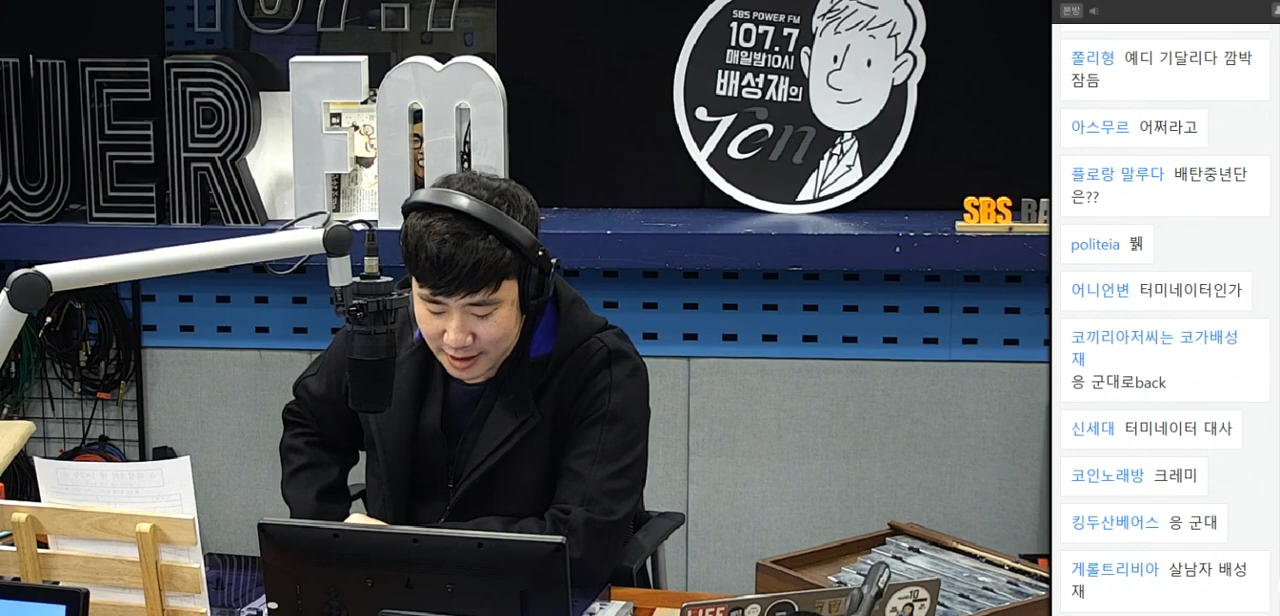 107.7
POWER FM
SBS POWER FM
107.7
매일밤10시
배성재의
Ten
SBS RA
LIFE
10
본방
쫄리형 예디 기달리다 깜박
잠듬
아스무르 어쩌라고
플로랑 말루다 배탄중년단
은??
politeia 뷁
어니언변 터미네이터인가
코끼리아저씨는 코가배성
재
응 군대로back
신세대 터미네이터 대사
코인노래방 크레미
킹두산베어스 응 군대
게롤트리비아 살남자 배성
재